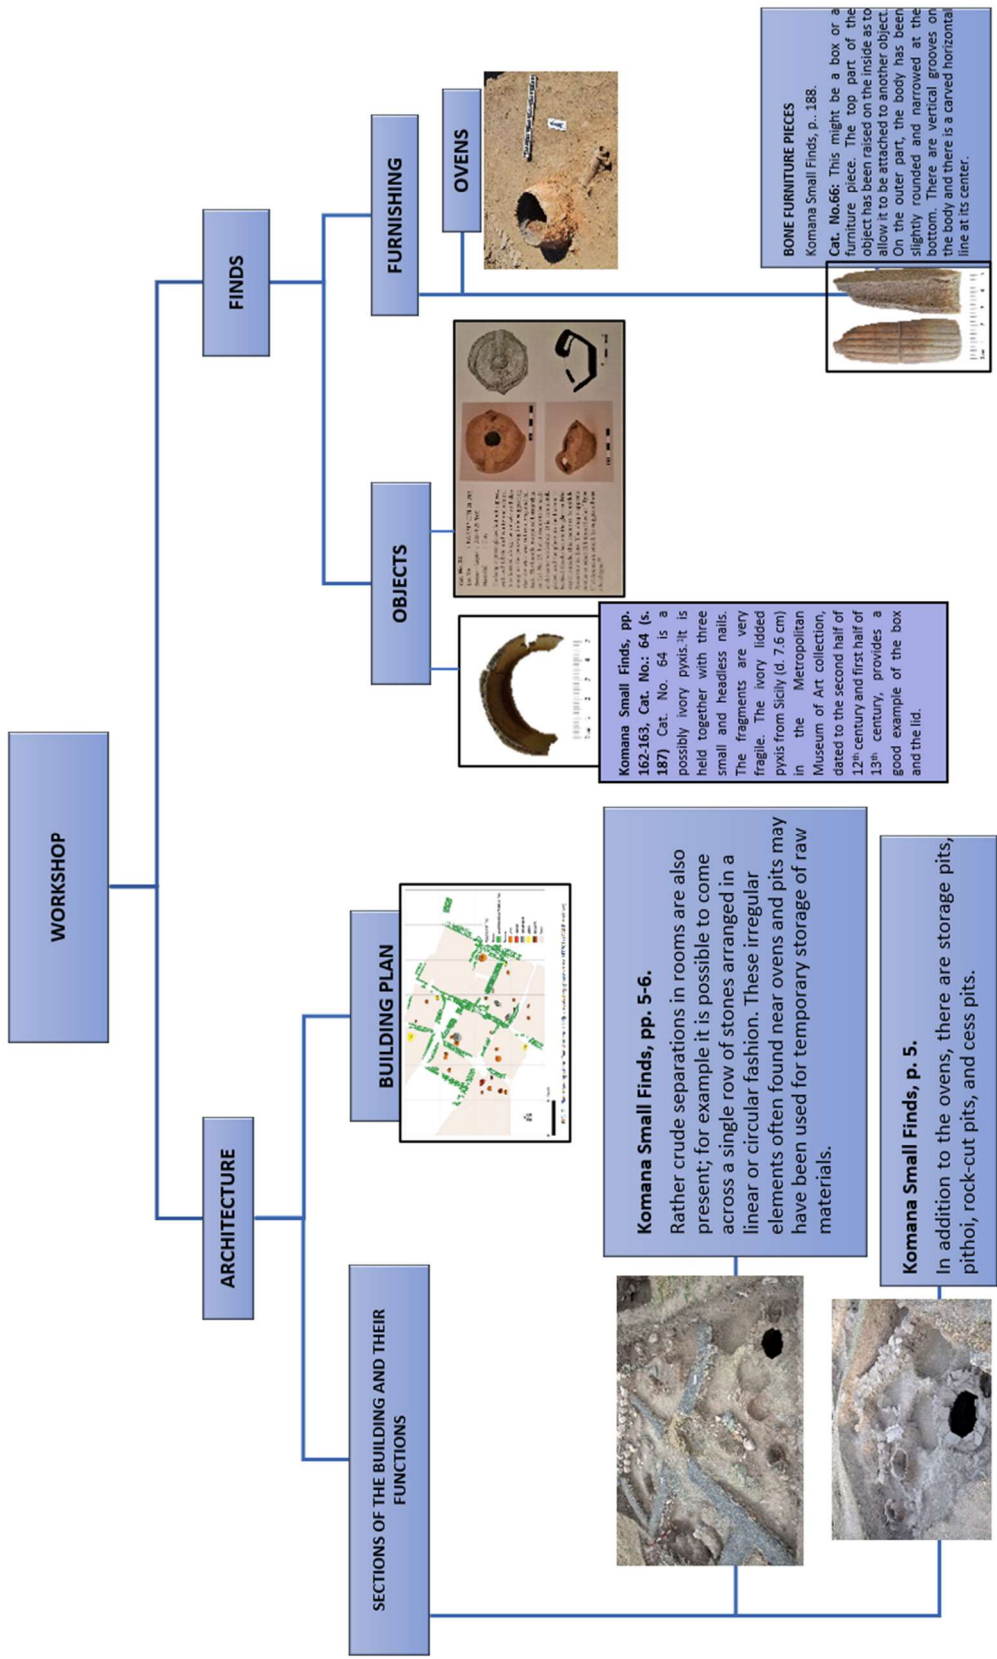 WORKSHOP
ARCHITECTURE
FINDS
SECTIONS OF THE BUILDING AND THEIR
FUNCTIONS
BUILDING PLAN
OBJECTS
FURNISHING
OVENS
Komana Small Finds, pp. 5-6.
Rather crude separations in rooms are also
present; for example it is possible to come
across a single row of stones arranged in a
linear or circular fashion. These irregular
elements often found near ovens and pits may
have been used for temporary storage of raw
materials.
Komana Small Finds, p. 5.
In addition to the ovens, there are storage pits,
pithoi, rock-cut pits, and cess pits.
Komana Small Finds, pp.
162-163, Cat. No.: 64 (s.
187) Cat. No. 64 is a
possibly ivory pyxis. It is
held together with three
small and headless nails.
The fragments are very
fragile. The ivory lidded
pyxis from Sicily (d. 7.6 cm)
in the Metropolitan
Museum of Art collection,
dated to the second half of
12th century and first half of
13th century, provides a
good example of the box
and the lid.
BONE FURNITURE PIECES
Komana Small Finds, p.. 188.
Cat. No.66: This might be a box or a
furniture piece. The top part of the
object has been raised on the inside as to
allow it to be attached to another object.
On the outer part, the body has been
slightly rounded and narrowed at the
bottom. There are vertical grooves on
the body and there is a carved horizontal
line at its center.